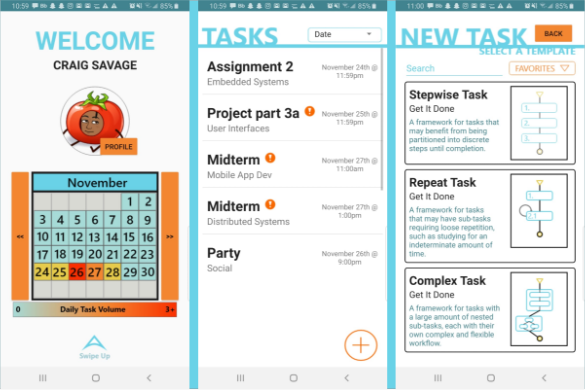 10:59
85%
WELCOME
CRAIG SAVAGE
PROFILE
November
1 2
3 4 5 6 7 8 9
10 11 12 13 14 15 16
17 18 19 20 21 22 23
24 25 26 27 28 29 30
<<
>>
0 Daily Task Volume 3+
Swipe Up
10:59
85%
TASKS
Date
Assignment 2
November 24th @
11:59pm
Embedded Systems
Project part 3a
November 25th @
11:59pm
User Interfaces
Midterm
November 27th @
11:00am
Mobile App Dev
Midterm
November 27th @
1:00pm
Distributed Systems
Party
November 26th @
9:00pm
Social
11:00
85%
NEW TASK
BACK
SELECT A TEMPLATE
Search
FAVORITES
Stepwise Task
Get It Done
A framework for tasks that
may benefit from being
partitioned into discrete
steps until completion.
1.
2.
3.
Repeat Task
Get It Done
A framework for tasks
that may have sub-tasks
requiring loose repetition,
such as studying for an
indeterminate amount of
time.
Complex Task
Get It Done
A framework for tasks with
a large amount of nested
sub-tasks, each with their
own complex and flexible
workflow.